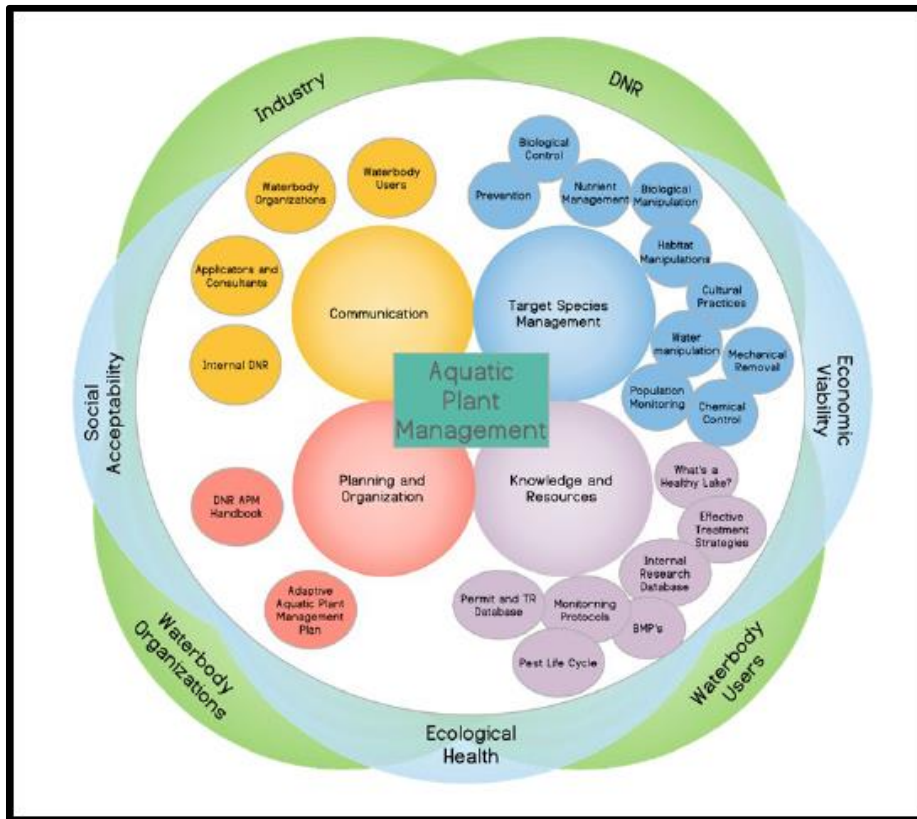 Industry
DNR
Biological
Control
Waterbody
Users
Waterbody
Organizations
Prevention
Nutrient
Management
Biological
Manipulation
Habitat
Manipulations
Applicators and
Consultants
Cultural
Practices
Communication
Target Species
Management
Water
manipulation
Mechanical
Removal
Internal DNR
Population
Monitoring
Chemical
Control
Social
Acceptability
Economic
Viability
Aquatic
Plant
Management
Planning and
Organization
Knowledge and
Resources
What's a
Healthy Lake?
DNR APM
Handbook
Effective
Treatment
Strategies
Internal
Research
Database
Adaptive
Aquatic Plant
Management
Plan
Permit and TR
Database
Monitorning
Protocols
BMP's
Pest Life Cycle
Waterbody
Organizations
Waterbody
Users
Ecological
Health